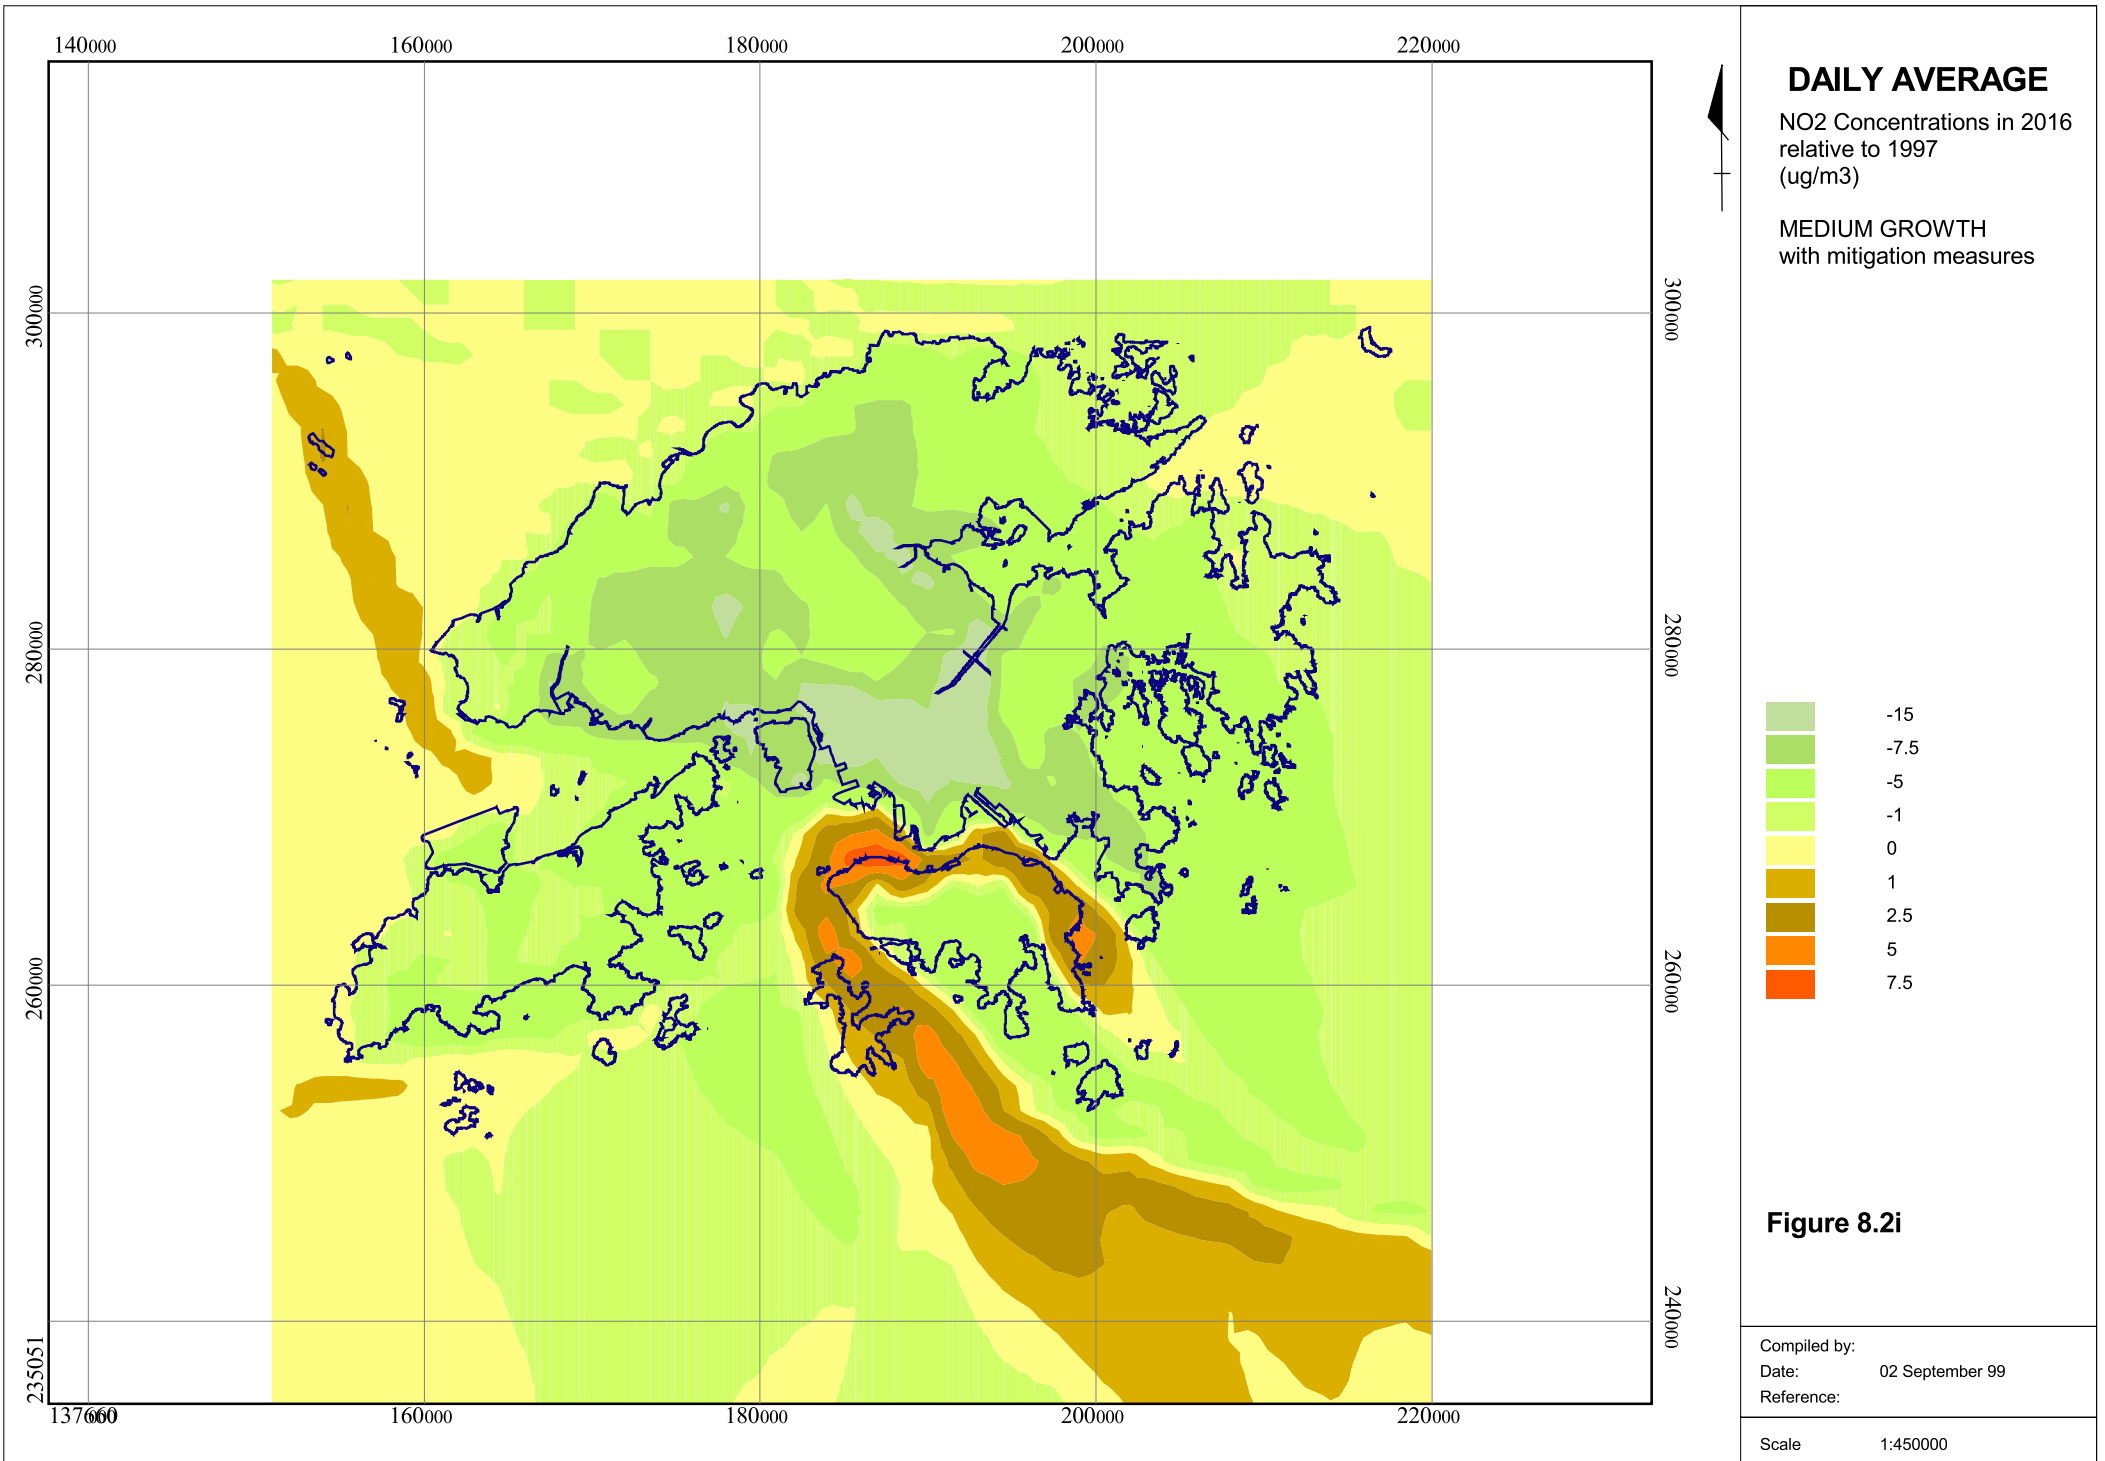 140000 160000 180000 200000 220000
DAILY AVERAGE
NO2 Concentrations in 2016
relative to 1997
(ug/m3)
MEDIUM GROWTH
with mitigation measures
300000 300000
280000 280000
260000 260000
240000
235051
-15
-7.5
-5
-1
0
1
2.5
5
7.5
Figure 8.2i
Compiled by:
Date: 02 September 99
Reference:
Scale 1:450000
160000 180000 200000 220000